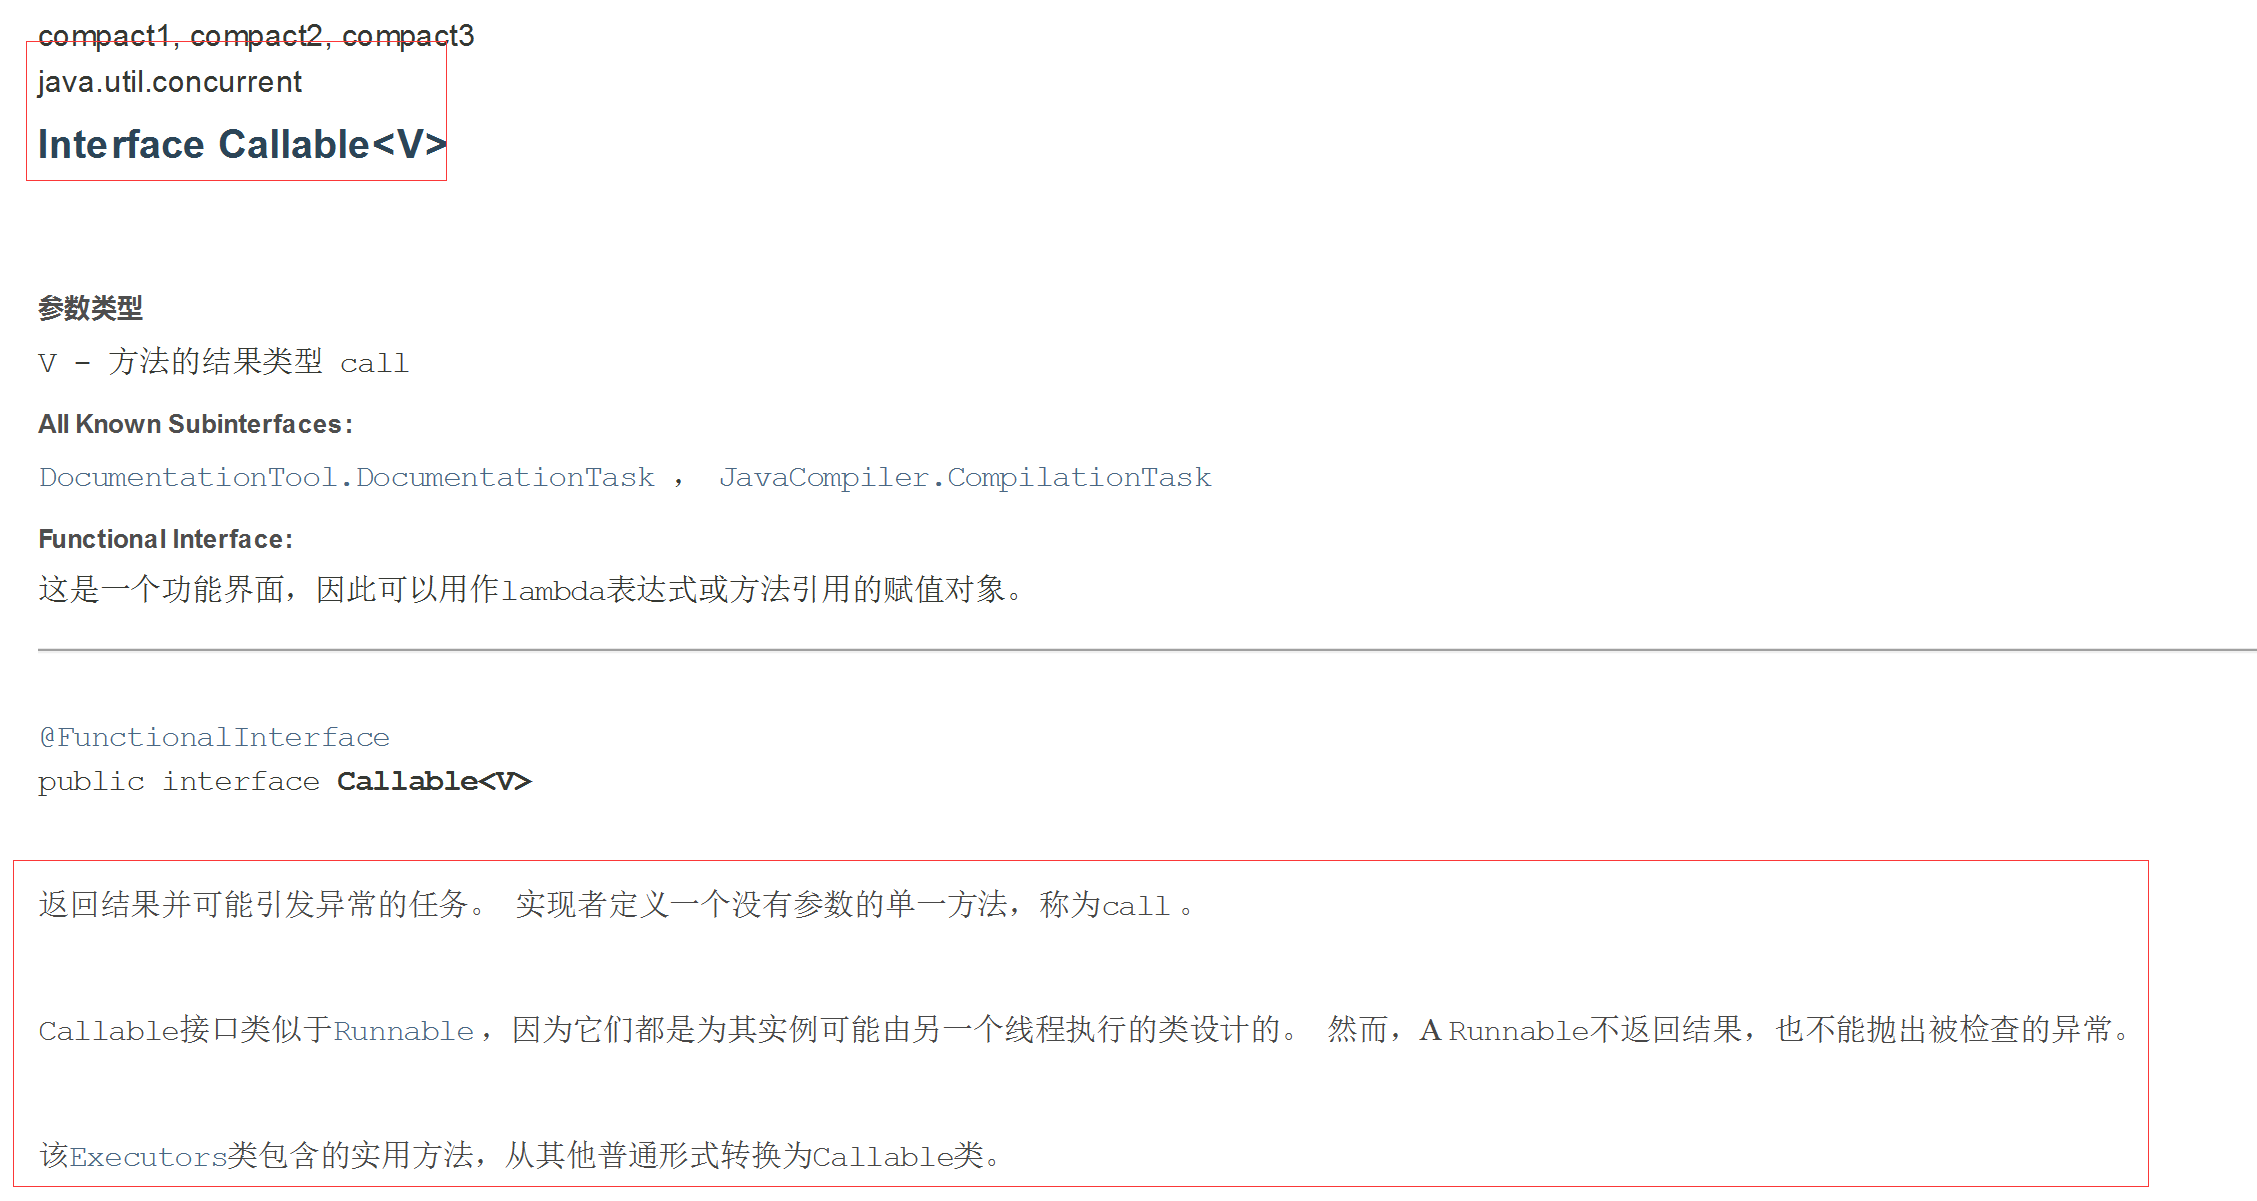 compact1, compact2, compact3
java.util.concurrent
Interface Callable<V>
参数类型
V - 方法的结果类型 call
All Known Subinterfaces:
DocumentationTool.DocumentationTask ， JavaCompiler.CompilationTask
Functional Interface:
这是一个功能界面，因此可以用作lambda表达式或方法引用的赋值对象。
@FunctionalInterface
public interface Callable<V>
返回结果并可能引发异常的任务。 实现者定义一个没有参数的单一方法，称为call 。
Callable接口类似于Runnable ，因为它们都是为其实例可能由另一个线程执行的类设计的。 然而，A Runnable不返回结果，也不能抛出被检查的异常。
该Executors类包含的实用方法，从其他普通形式转换为Callable类。